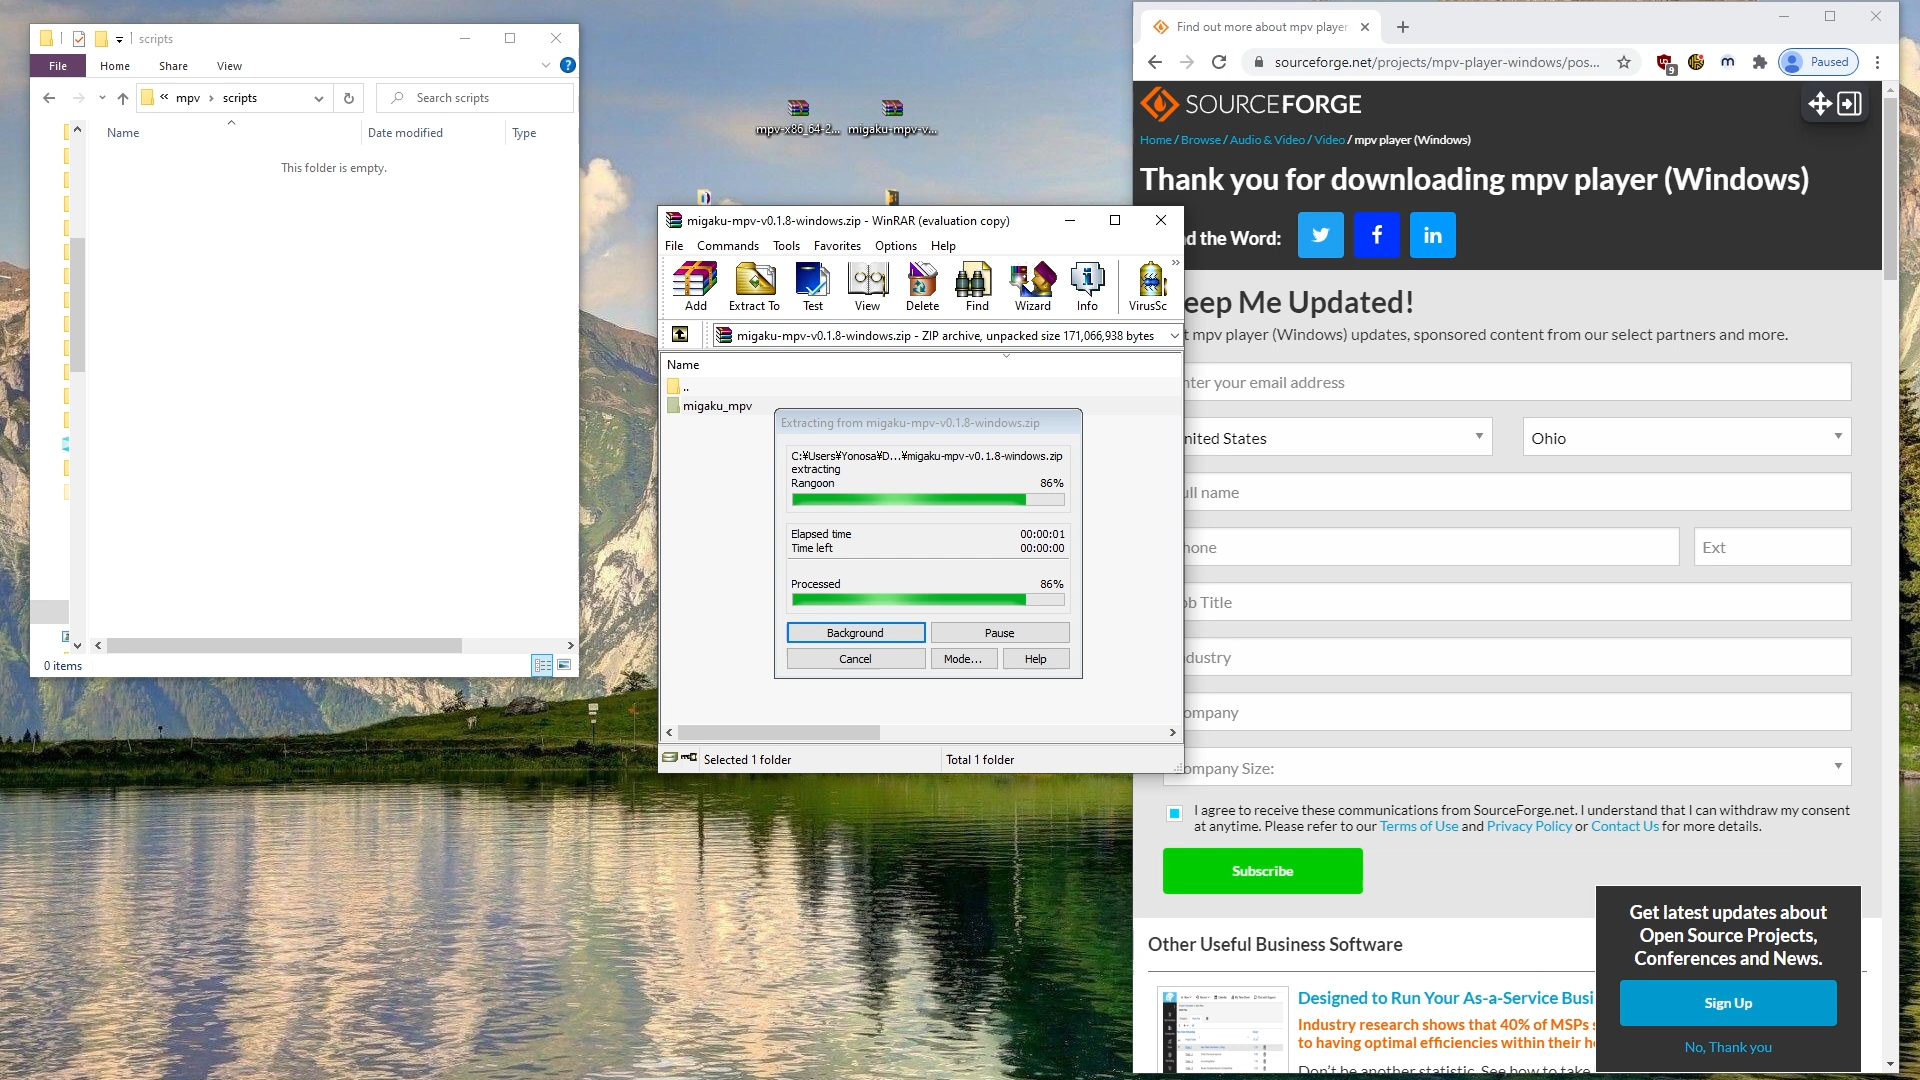 scripts
File Home Share View
mpv › scripts
Search scripts
Name Date modified Type
This folder is empty.
0 items
mpv-x86_64-2...
migaku-mpv-v...
migaku-mpv-v0.1.8-windows.zip - WinRAR (evaluation copy)
File Commands Tools Favorites Options Help
Add Extract To Test View Delete Find Wizard Info VirusSc
migaku-mpv-v0.1.8-windows.zip - ZIP archive, unpacked size 171,066,938 bytes
Name
..
migaku_mpv
Extracting from migaku-mpv-v0.1.8-windows.zip
C:¥Users¥Yonosa¥D...¥migaku-mpv-v0.1.8-windows.zip
extracting
Rangoon 86%
Elapsed time 00:00:01
Time left 00:00:00
Processed 86%
Background Pause
Cancel Mode... Help
Selected 1 folder Total 1 folder
Find out more about mpv player
sourceforge.net/projects/mpv-player-windows/pos...
9
m
Paused
SOURCEFORGE
Home / Browse / Audio & Video / Video / mpv player (Windows)
Thank you for downloading mpv player (Windows)
d the Word:
eep Me Updated!
t mpv player (Windows) updates, sponsored content from our select partners and more.
nter your email address
nited States Ohio
ull name
hone Ext
ob Title
dustry
ompany
ompany Size:
I agree to receive these communications from SourceForge.net. I understand that I can withdraw my consent
at anytime. Please refer to our Terms of Use and Privacy Policy or Contact Us for more details.
Subscribe
Other Useful Business Software
Designed to Run Your As-a-Service Busi
Industry research shows that 40% of MSPs s
to having optimal efficiencies within their h
Don't be another statistic. See how to take
Get latest updates about
Open Source Projects,
Conferences and News.
Sign Up
No, Thank you